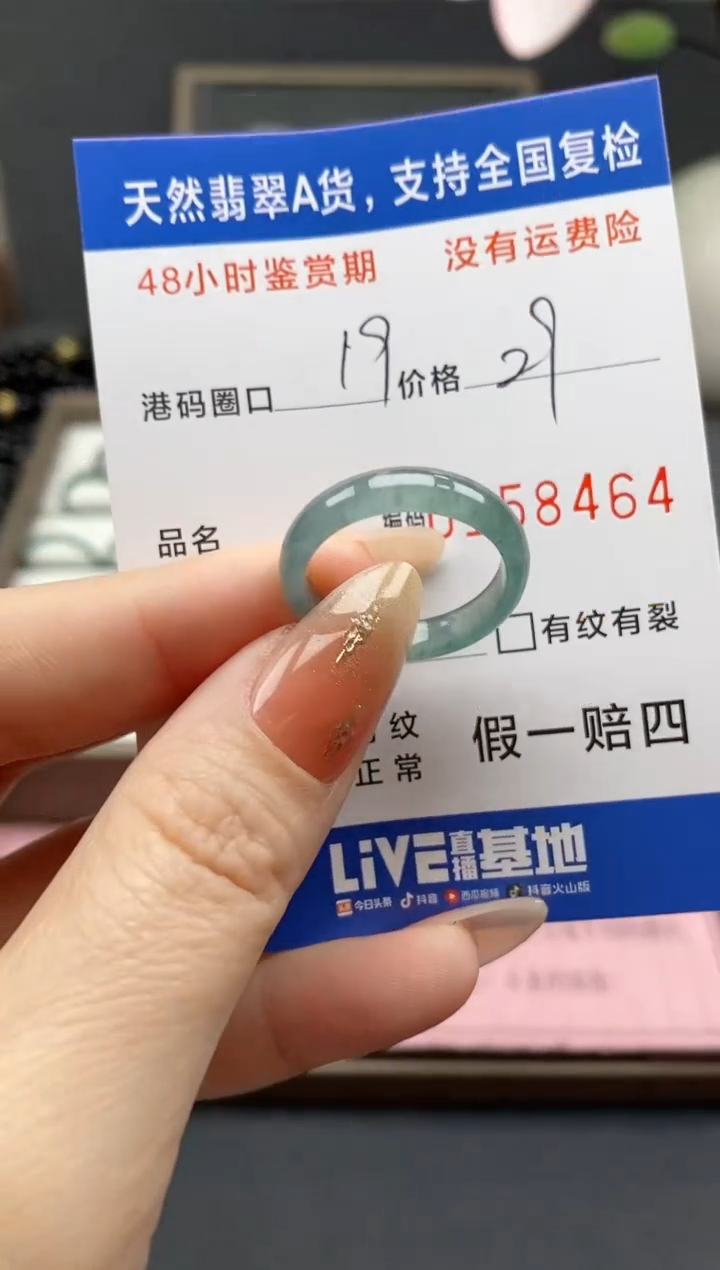 天然翡翠A货，支持全国复检
48小时鉴赏期 没有运费险
港码圈口 19 价格 29
品名 编码 58464
□有纹有裂
纹 假一赔四
正常
LiVE直播基地
今日头条 抖音 西瓜视频 抖音火山版